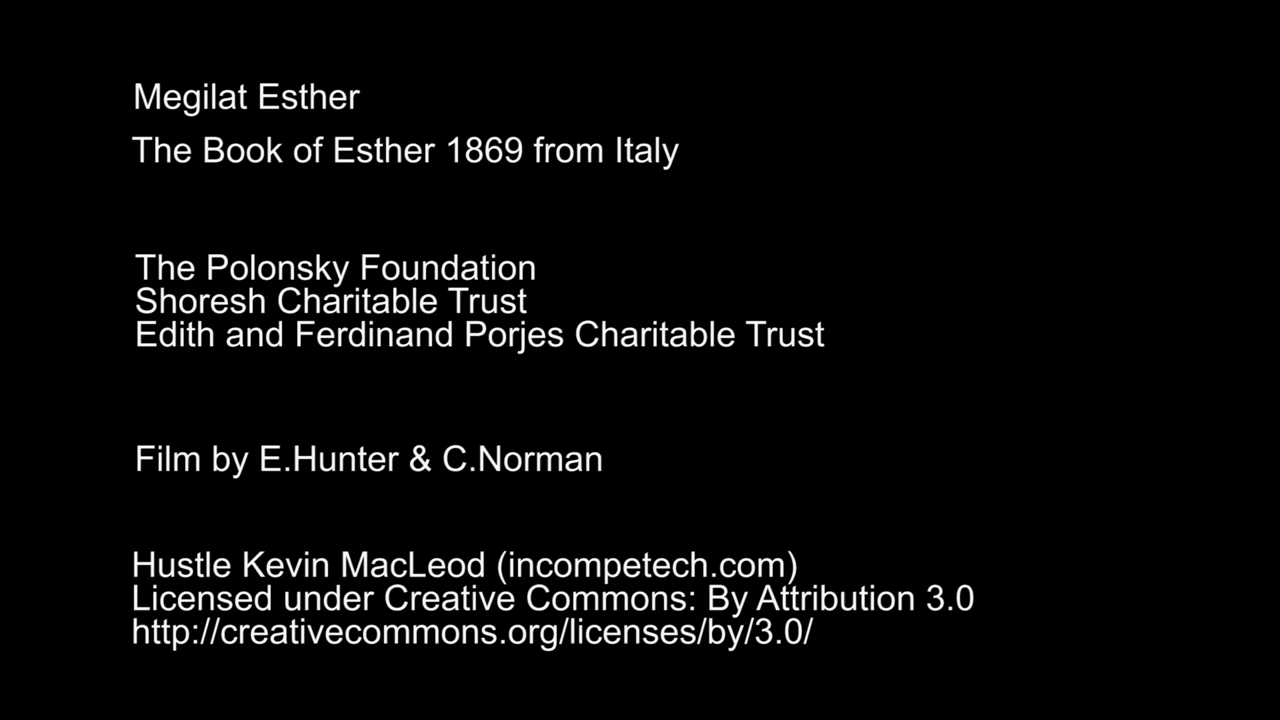 Megilat Esther
The Book of Esther 1869 from Italy
The Polonsky Foundation
Shoresh Charitable Trust
Edith and Ferdinand Porjes Charitable Trust
Film by E.Hunter & C.Norman
Hustle Kevin MacLeod (incompetech.com)
Licensed under Creative Commons: By Attribution 3.0
http://creativecommons.org/licenses/by/3.0/